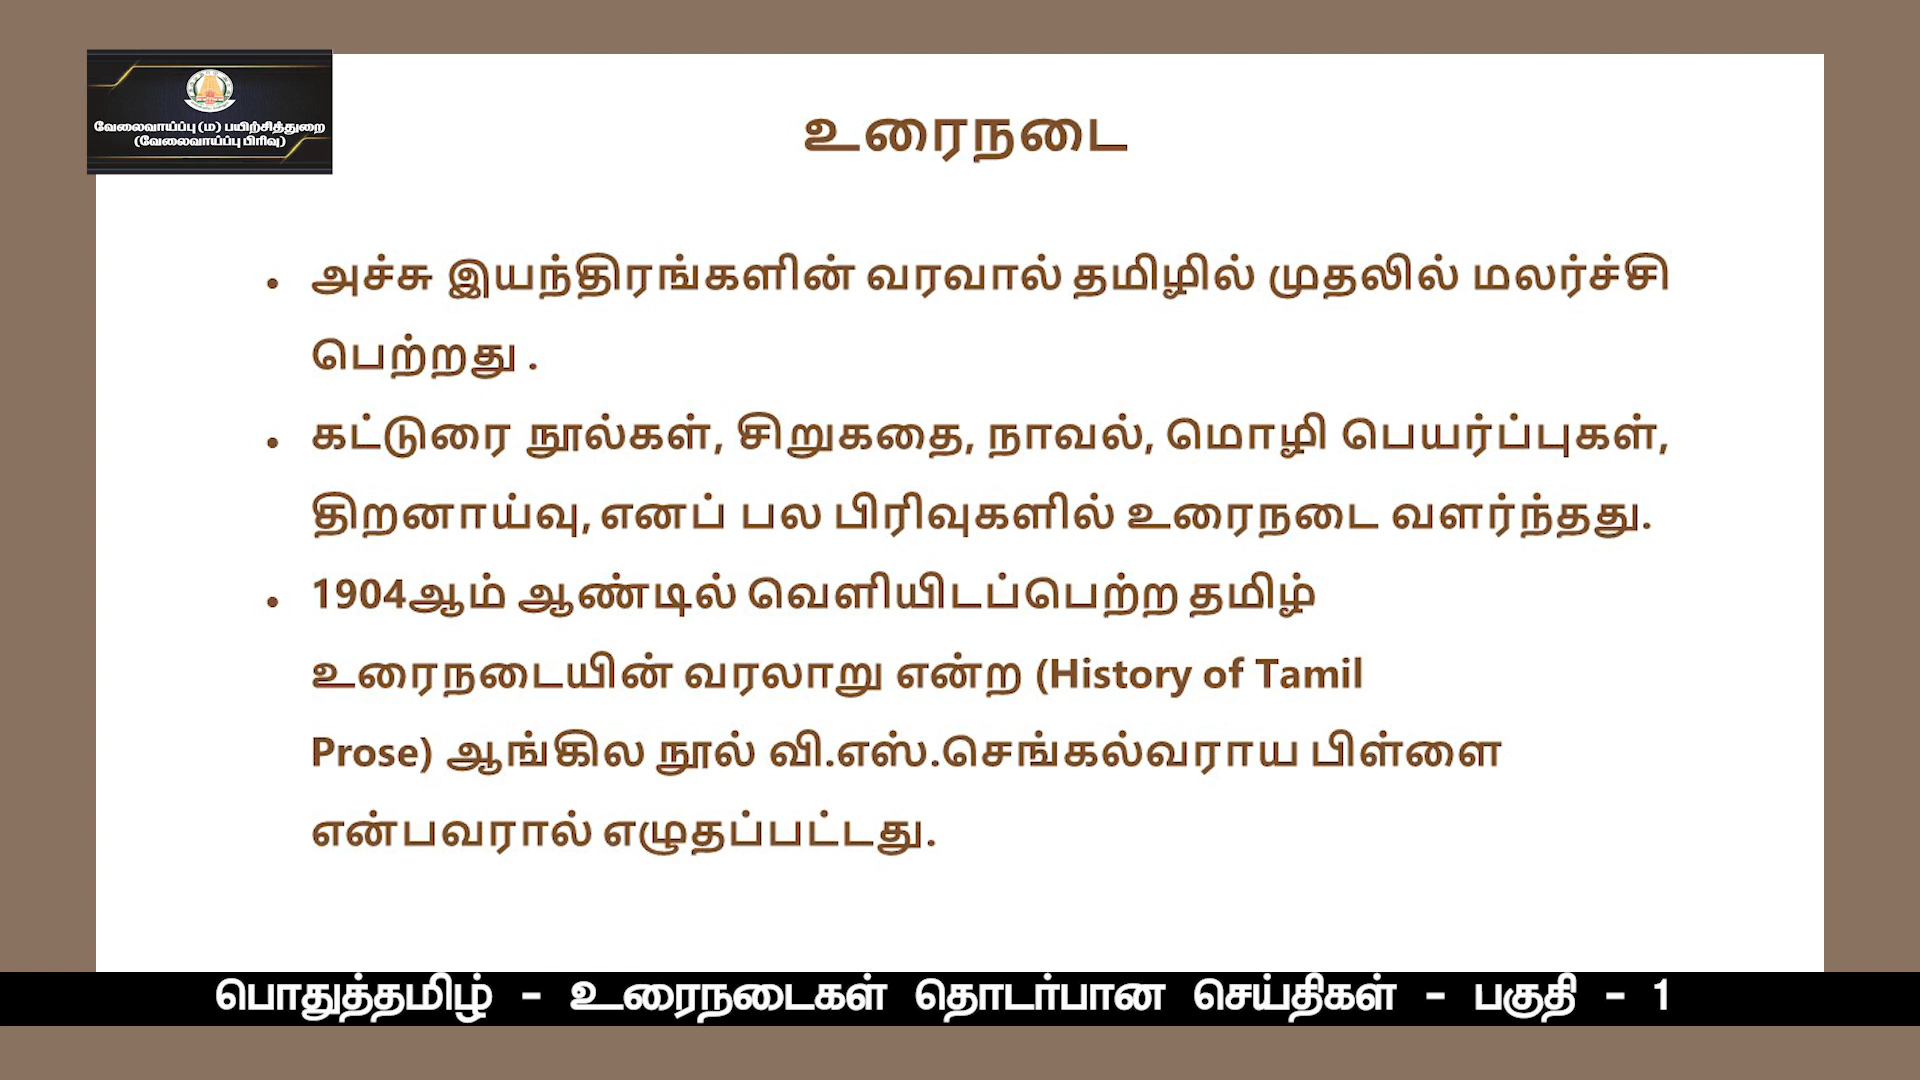 வேலைவாய்ப்பு (ம) பயிற்சித்துறை
(வேலைவாய்ப்பு பிரிவு)
உரைநடை
• அச்சு இயந்திரங்களின் வரவால் தமிழில் முதலில் மலர்ச்சி
பெற்றது .
• கட்டுரை நூல்கள், சிறுகதை, நாவல், மொழி பெயர்ப்புகள்,
திறனாய்வு, எனப் பல பிரிவுகளில் உரைநடை வளர்ந்தது.
• 1904ஆம் ஆண்டில் வெளியிடப்பெற்ற தமிழ்
உரைநடையின் வரலாறு என்ற (History of Tamil
Prose) ஆங்கில நூல் வி.எஸ்.செங்கல்வராய பிள்ளை
என்பவரால் எழுதப்பட்டது.
பொதுத்தமிழ் - உரைநடைகள் தொடர்பான செய்திகள் - பகுதி - 1